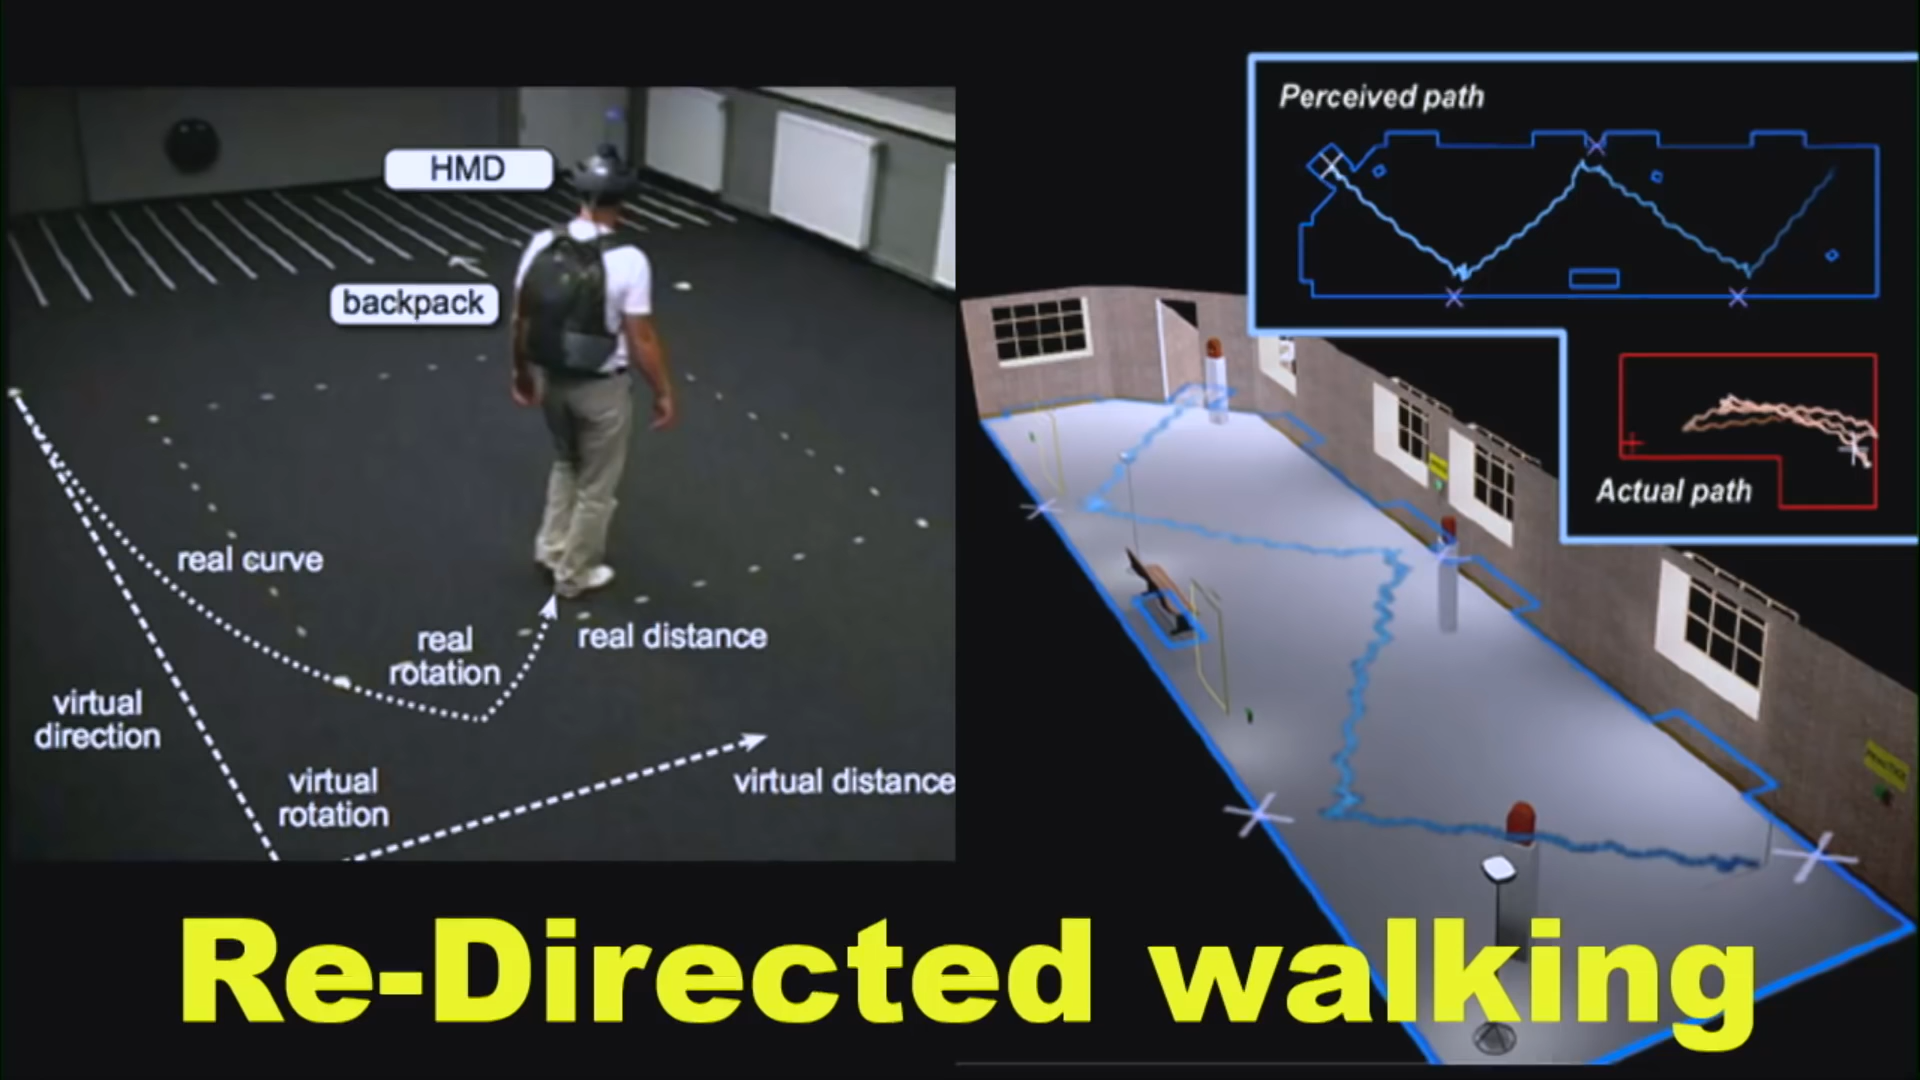 HMD
backpack
real curve
real
rotation
real distance
virtual
direction
virtual
rotation
virtual distance
Perceived path
Actual path
Re-Directed walking